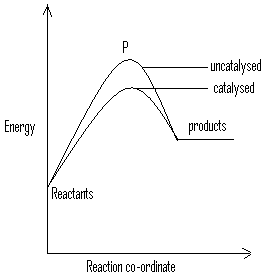 P
uncatalysed
catalysed
Energy
products
Reactants
Reaction co-ordinate